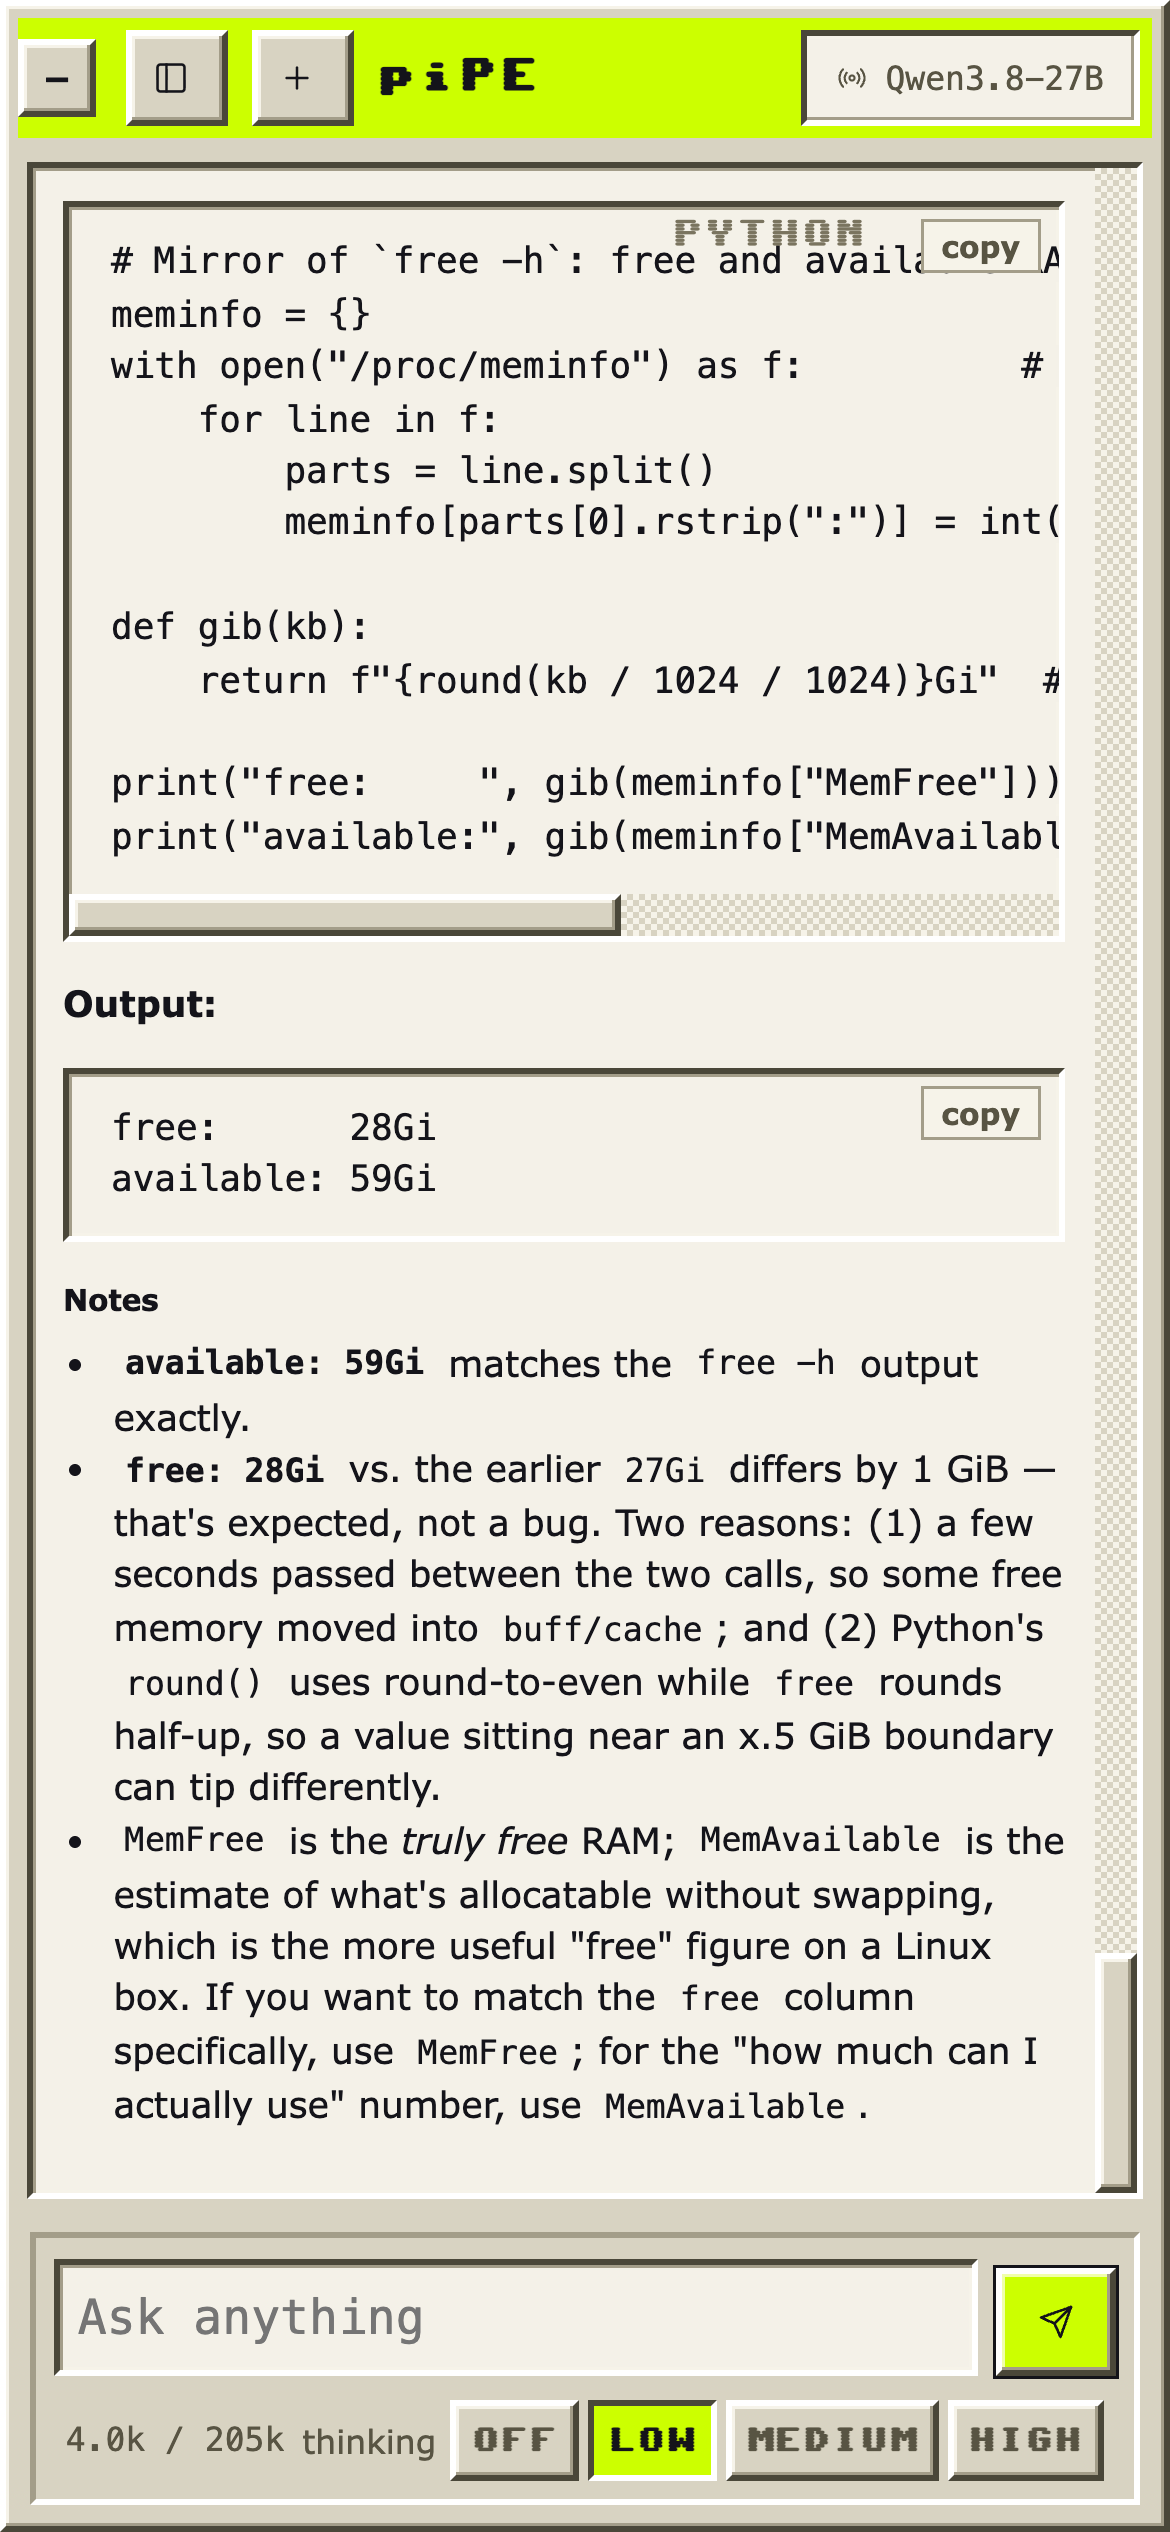 piPE
Qwen3.8-27B
PYTHON
copy
# Mirror of `free -h`: free and availa
meminfo = {}
with open("/proc/meminfo") as f: #
for line in f:
parts = line.split()
meminfo[parts[0].rstrip(":")] = int(
def gib(kb):
return f"{round(kb / 1024 / 1024)}Gi" #
print("free: ", gib(meminfo["MemFree"]))
print("available:", gib(meminfo["MemAvailabl
Output:
copy
free: 28Gi
available: 59Gi
Notes
• available: 59Gi matches the free -h output
exactly.
• free: 28Gi vs. the earlier 27Gi differs by 1 GiB —
that's expected, not a bug. Two reasons: (1) a few
seconds passed between the two calls, so some free
memory moved into buff/cache ; and (2) Python's
round() uses round-to-even while free rounds
half-up, so a value sitting near an x.5 GiB boundary
can tip differently.
• MemFree is the truly free RAM; MemAvailable is the
estimate of what's allocatable without swapping,
which is the more useful "free" figure on a Linux
box. If you want to match the free column
specifically, use MemFree ; for the "how much can I
actually use" number, use MemAvailable .
Ask anything
4.0k / 205k thinking OFF LOW MEDIUM HIGH